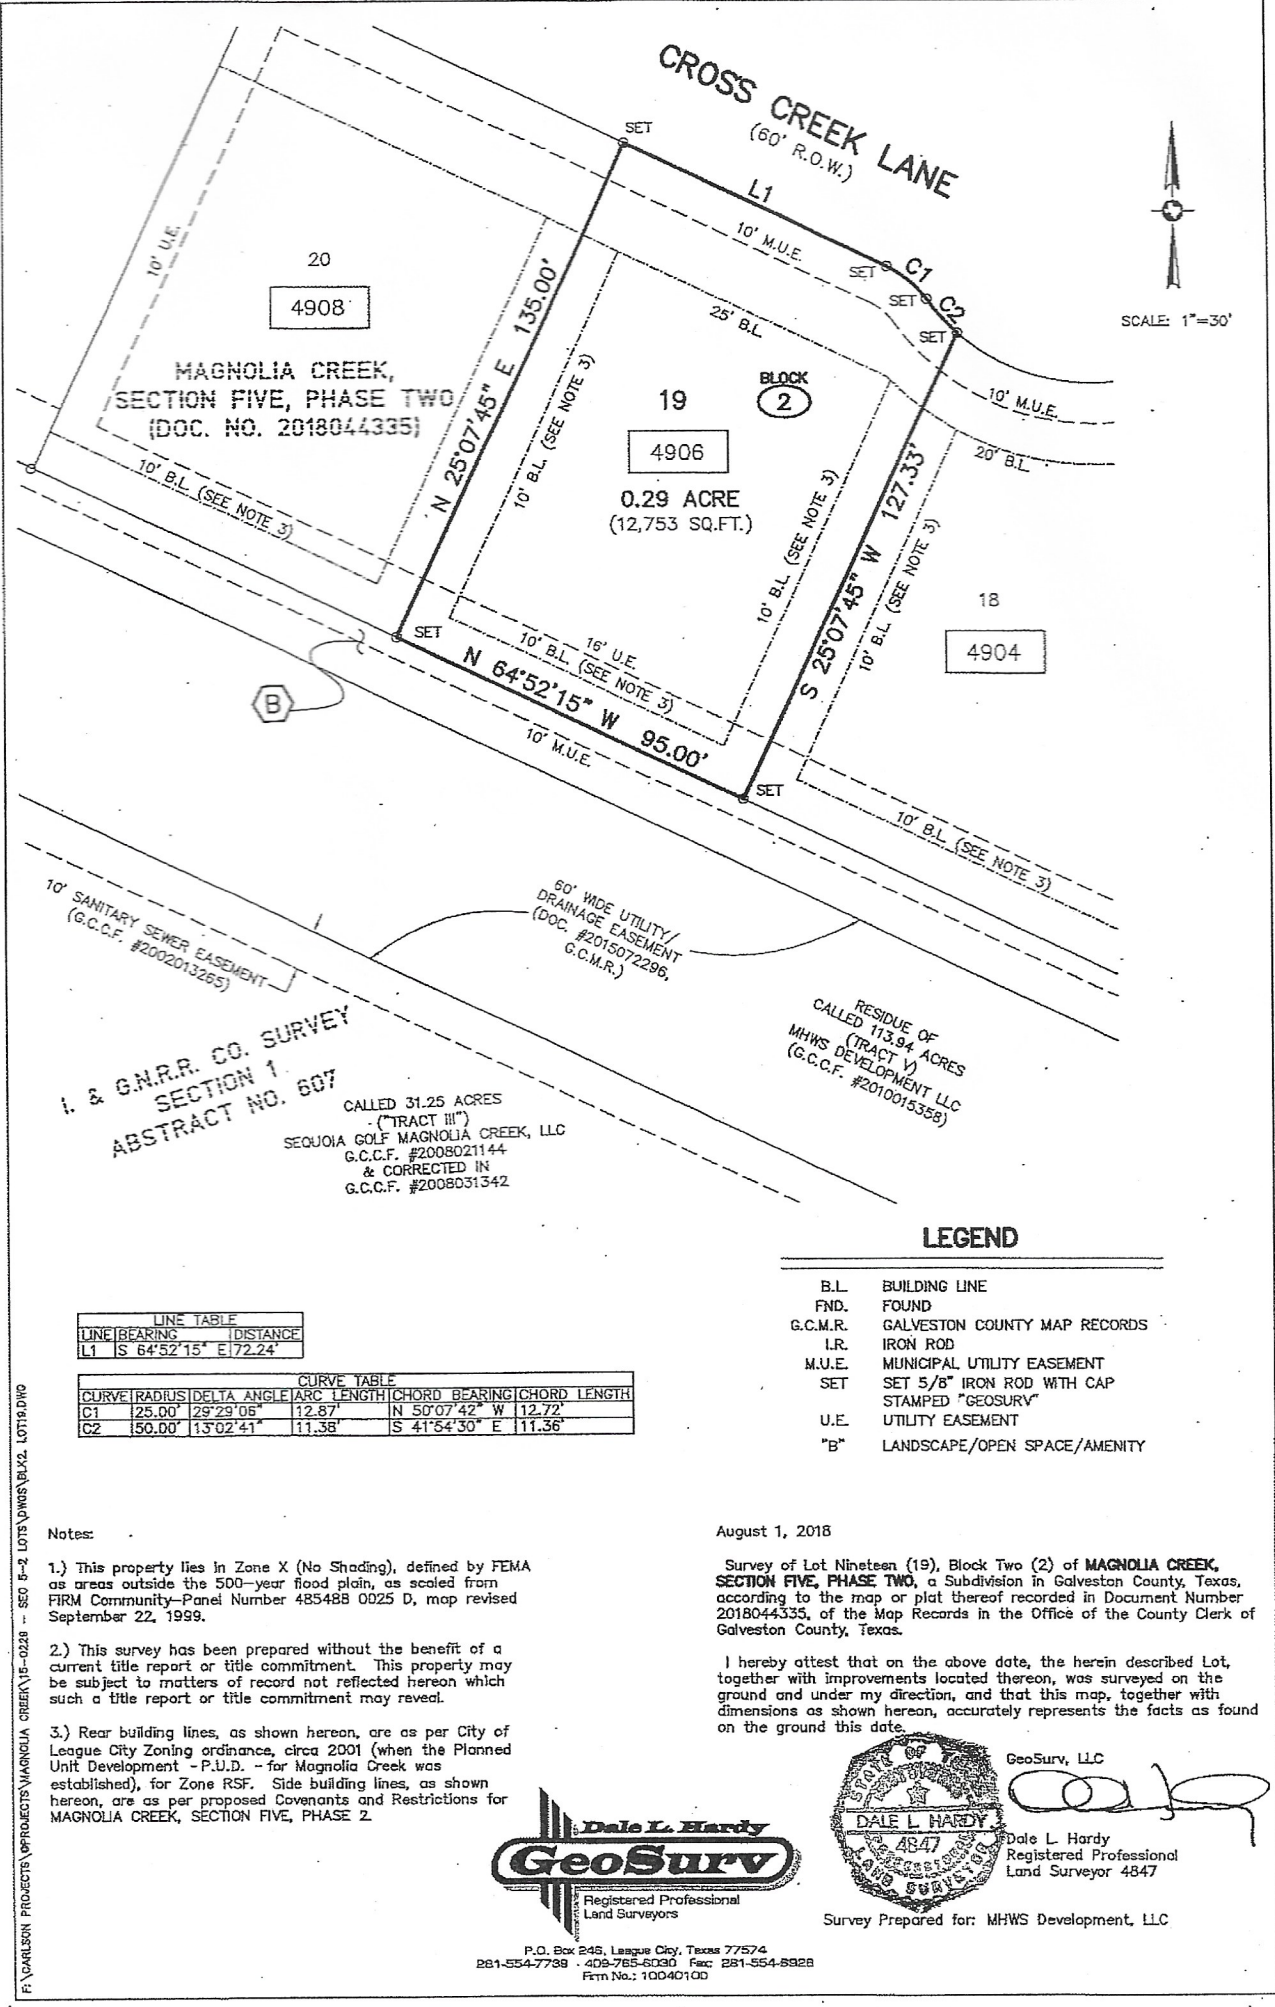 CROSS CREEK LANE
(60' R.O.W.)
SET
L1
10' M.U.E.
SET
C1
SET
C2
SET
SCALE: 1"=30'
10' U.E.
20
4908
MAGNOLIA CREEK,
SECTION FIVE, PHASE TWO
(DOC. NO. 2018044335)
10' B.L. (SEE NOTE 3)
N 25°07'45" E 135.00'
10' B.L. (SEE NOTE 3)
25' B.L.
BLOCK
2
19
4906
0.29 ACRE
(12,753 SQ.FT.)
10' B.L. (SEE NOTE 3)
S 25°07'45" W 127.33'
10' M.U.E.
20' B.L.
10' B.L. (SEE NOTE 3)
18
4904
SET
16' U.E.
10' B.L. (SEE NOTE 3)
N 64°52'15" W 95.00'
10' M.U.E.
SET
B
10' B.L. (SEE NOTE 3)
10' SANITARY SEWER EASEMENT
(G.C.C.F. #2002013265)
60' WIDE UTILITY/
DRAINAGE EASEMENT
(DOC. #2015072296,
G.C.M.R.)
RESIDUE OF
CALLED 113.94 ACRES
(TRACT V)
MHWS DEVELOPMENT LLC
(G.C.C.F. #2010015358)
I. & G.N.R.R. CO. SURVEY
SECTION 1
ABSTRACT NO. 607
CALLED 31.25 ACRES
("TRACT III")
SEQUOIA GOLF MAGNOLIA CREEK, LLC
G.C.C.F. #2008021144
& CORRECTED IN
G.C.C.F. #2008031342
LEGEND
B.L. BUILDING LINE
FND. FOUND
G.C.M.R. GALVESTON COUNTY MAP RECORDS
I.R. IRON ROD
M.U.E. MUNICIPAL UTILITY EASEMENT
SET SET 5/8" IRON ROD WITH CAP
STAMPED "GEOSURV"
U.E. UTILITY EASEMENT
"B" LANDSCAPE/OPEN SPACE/AMENITY
LINE TABLE
LINE BEARING DISTANCE
L1 S 64°52'15" E 72.24'
CURVE TABLE
CURVE RADIUS DELTA ANGLE ARC LENGTH CHORD BEARING CHORD LENGTH
C1 25.00' 29°29'06" 12.87' N 50°07'42" W 12.72'
C2 50.00' 13°02'41" 11.38' S 41°54'30" E 11.36'
F:\CARLSON PROJECTS\0PROJECTS\MAGNOLIA CREEK\15-0228 - SEC 5-2 LOTS\DWGS\BLK2 LOT19.DWG
Notes:
1.) This property lies in Zone X (No Shading), defined by FEMA
as areas outside the 500-year flood plain, as scaled from
FIRM Community-Panel Number 485488 0025 D, map revised
September 22, 1999.
2.) This survey has been prepared without the benefit of a
current title report or title commitment. This property may
be subject to matters of record not reflected hereon which
such a title report or title commitment may reveal.
3.) Rear building lines, as shown hereon, are as per City of
League City Zoning ordinance, circa 2001 (when the Planned
Unit Development - P.U.D. - for Magnolia Creek was
established), for Zone RSF. Side building lines, as shown
hereon, are as per proposed Covenants and Restrictions for
MAGNOLIA CREEK, SECTION FIVE, PHASE 2.
August 1, 2018
Survey of Lot Nineteen (19), Block Two (2) of MAGNOLIA CREEK,
SECTION FIVE, PHASE TWO, a Subdivision in Galveston County, Texas,
according to the map or plat thereof recorded in Document Number
2018044335, of the Map Records in the Office of the County Clerk of
Galveston County, Texas.
I hereby attest that on the above date, the herein described Lot,
together with improvements located thereon, was surveyed on the
ground and under my direction, and that this map, together with
dimensions as shown hereon, accurately represents the facts as found
on the ground this date.
STATE OF TEXAS
REGISTERED
DALE L. HARDY
4847
PROFESSIONAL
LAND SURVEYOR
GeoSurv, LLC
Dale L. Hardy
Registered Professional
Land Surveyor 4847
Survey Prepared for: MHWS Development, LLC
Dale L. Hardy
GeoSurv
Registered Professional
Land Surveyors
P.O. Box 246, League City, Texas 77574
281-554-7739 · 409-765-6030 Fax: 281-554-6928
Firm No.: 10040100